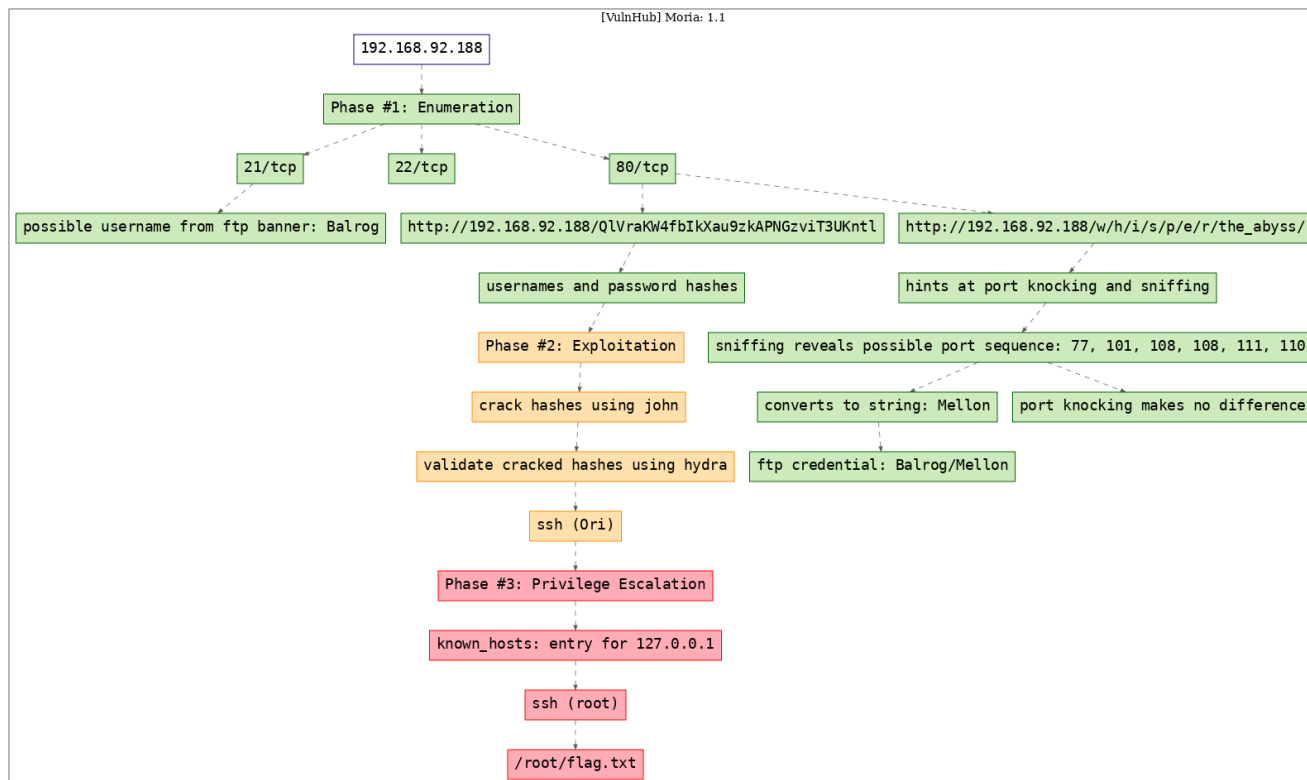 [VulnHub] Moria: 1.1
192.168.92.188
Phase #1: Enumeration
21/tcp
22/tcp
80/tcp
possible username from ftp banner: Balrog
http://192.168.92.188/QlVraKW4fbIkXau9zkAPNGzviT3UKntl
http://192.168.92.188/w/h/i/s/p/e/r/the_abyss/
usernames and password hashes
hints at port knocking and sniffing
Phase #2: Exploitation
sniffing reveals possible port sequence: 77, 101, 108, 108, 111, 110
crack hashes using john
converts to string: Mellon
port knocking makes no difference
validate cracked hashes using hydra
ftp credential: Balrog/Mellon
ssh (Ori)
Phase #3: Privilege Escalation
known_hosts: entry for 127.0.0.1
ssh (root)
/root/flag.txt